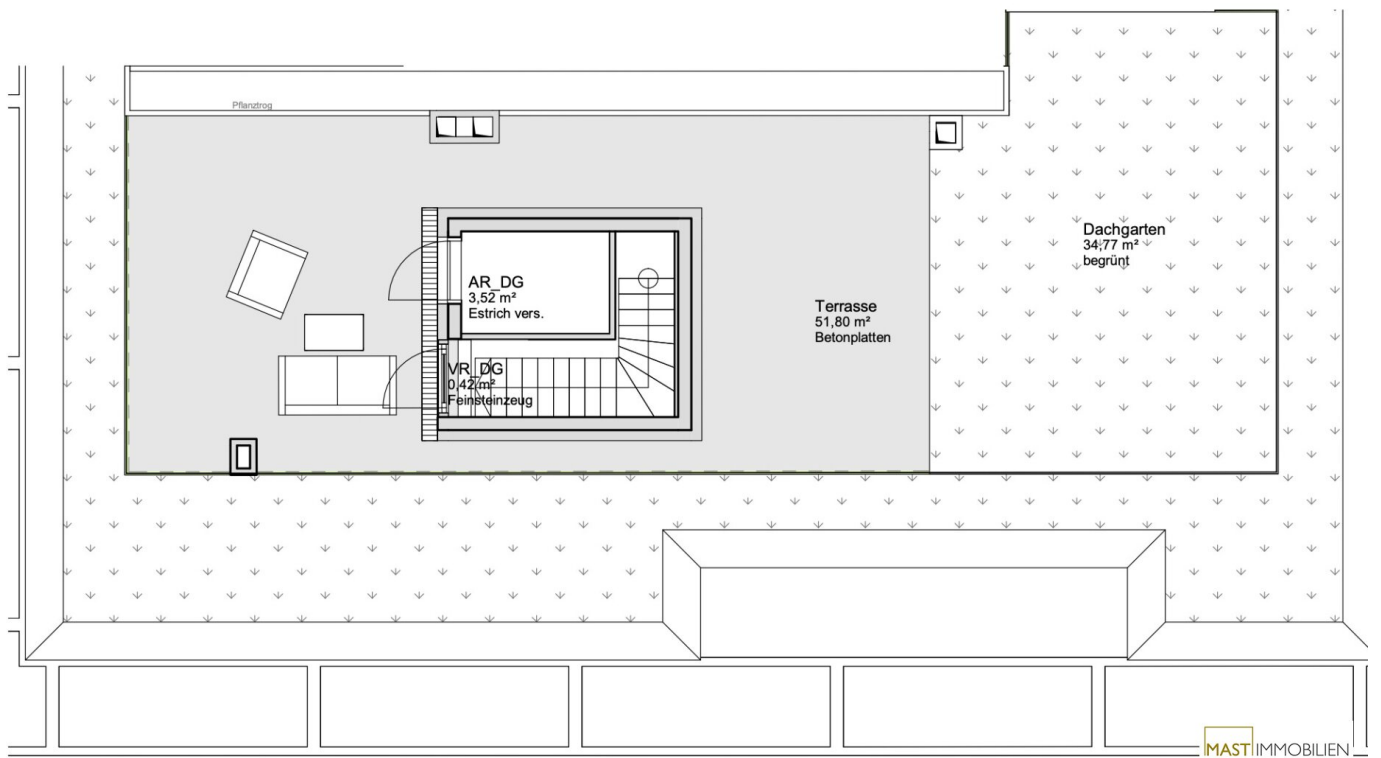 Pflanztrog
Dachgarten
34,77 m²
begrünt
AR_DG
3,52 m²
Estrich vers.
Terrasse
51,80 m²
Betonplatten
VR_DG
0,42 m²
Feinsteinzeug
MAST IMMOBILIEN